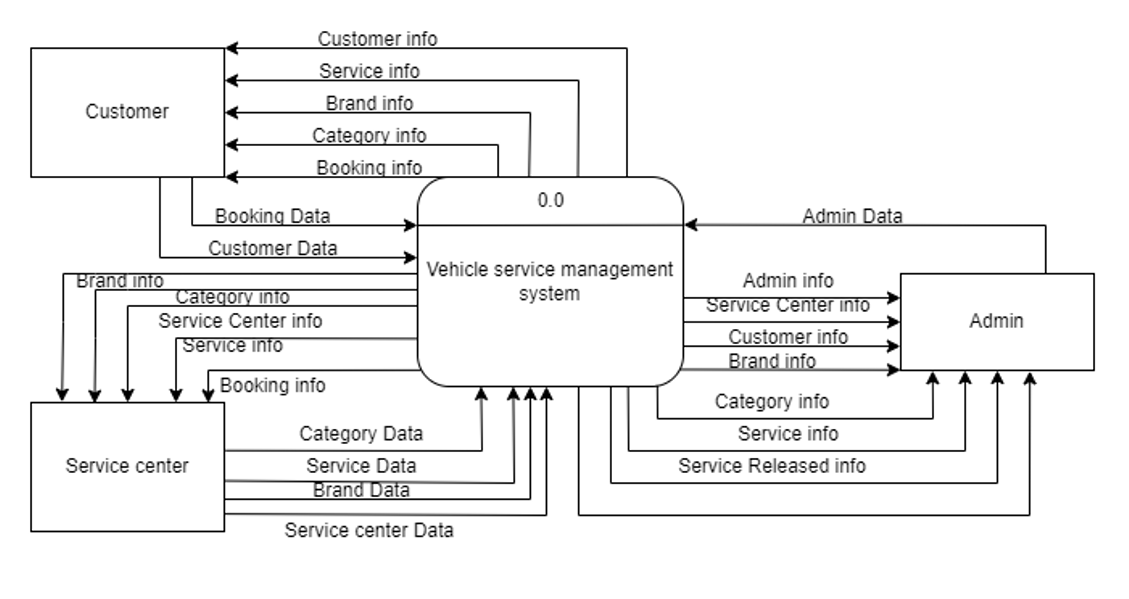 Customer info
Service info
Brand info
Category info
Booking info
Customer
0.0
Booking Data
Customer Data
Admin Data
Vehicle service management
system
Brand info
Category info
Service Center info
Service info
Booking info
Admin info
Service Center info
Customer info
Brand info
Admin
Category info
Service info
Service Released info
Service center
Category Data
Service Data
Brand Data
Service center Data